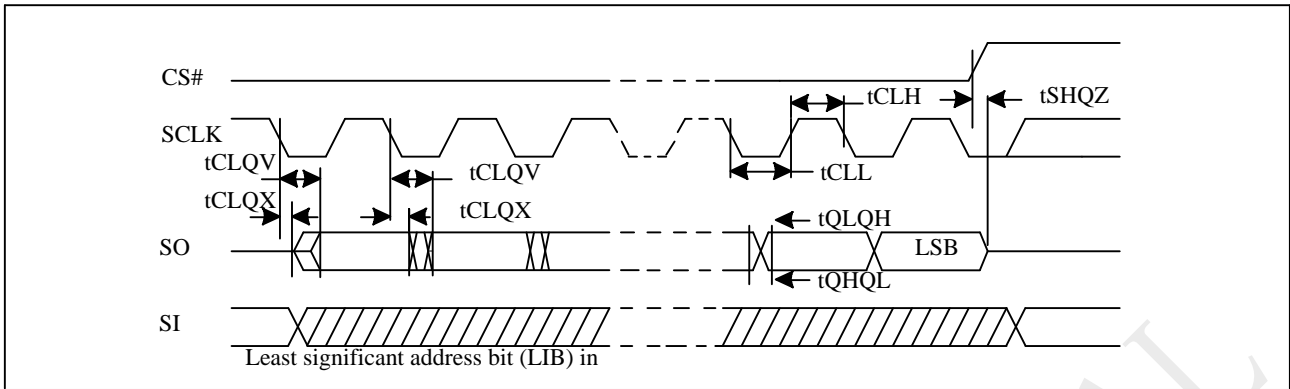 CS#
tCLH
tSHQZ
SCLK
tCLQV
tCLQV
tCLL
tCLQX
tCLQX
tQLQH
SO
LSB
tQHQL
SI
Least significant address bit (LIB) in